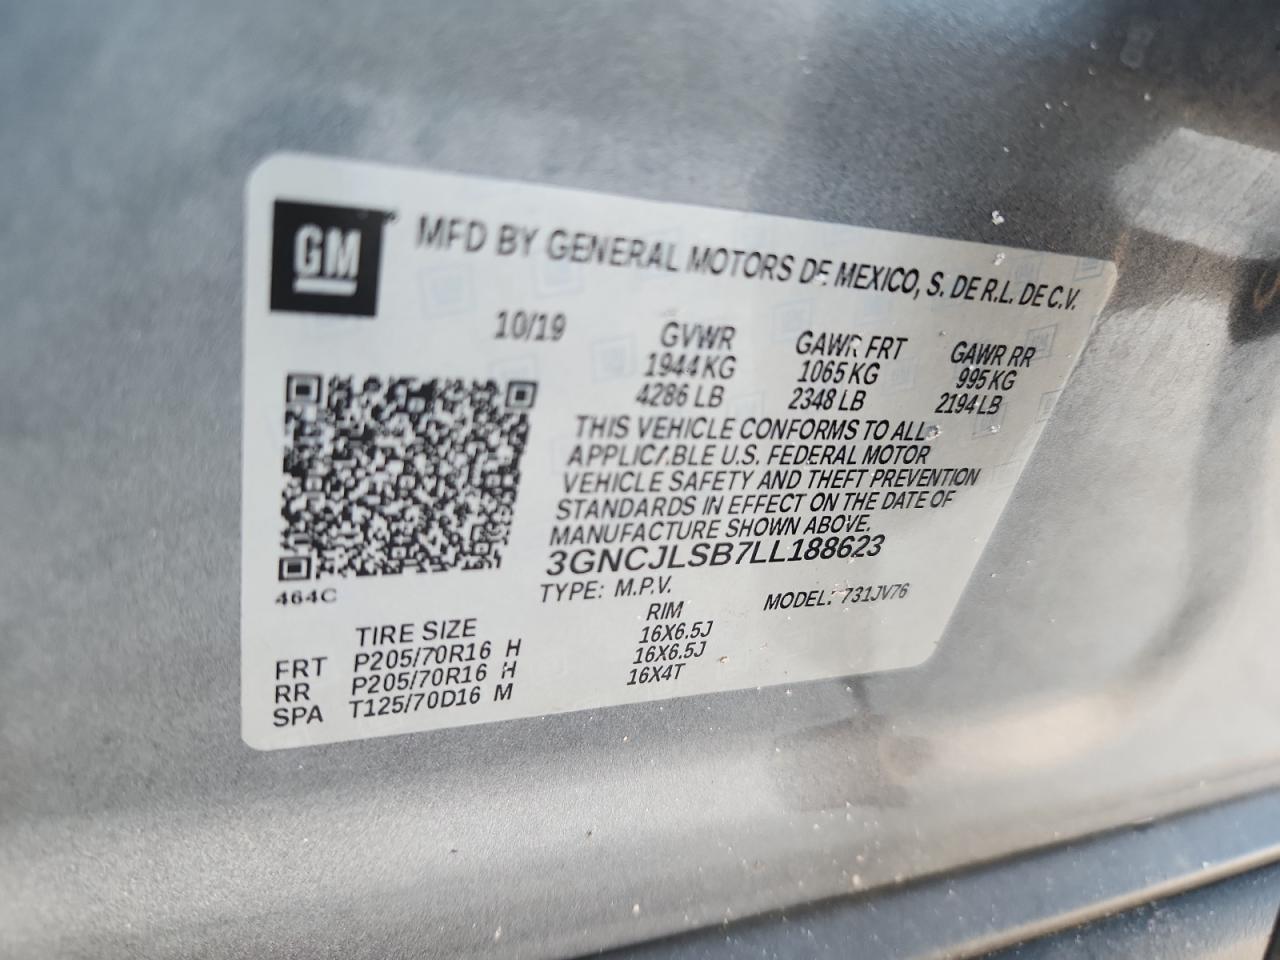 GM
MFD BY GENERAL MOTORS DE MEXICO, S. DE R.L. DE C.V.
10/19 GVWR GAWR FRT GAWR RR
1944 KG 1065 KG 995 KG
4286 LB 2348 LB 2194 LB
THIS VEHICLE CONFORMS TO ALL
APPLICABLE U.S. FEDERAL MOTOR
VEHICLE SAFETY AND THEFT PREVENTION
STANDARDS IN EFFECT ON THE DATE OF
MANUFACTURE SHOWN ABOVE.
3GNCJLSB7LL188623
464C
TYPE: M.P.V. MODEL: 731JV76
TIRE SIZE RIM
FRT P205/70R16 H 16X6.5J
RR P205/70R16 H 16X6.5J
SPA T125/70D16 M 16X4T